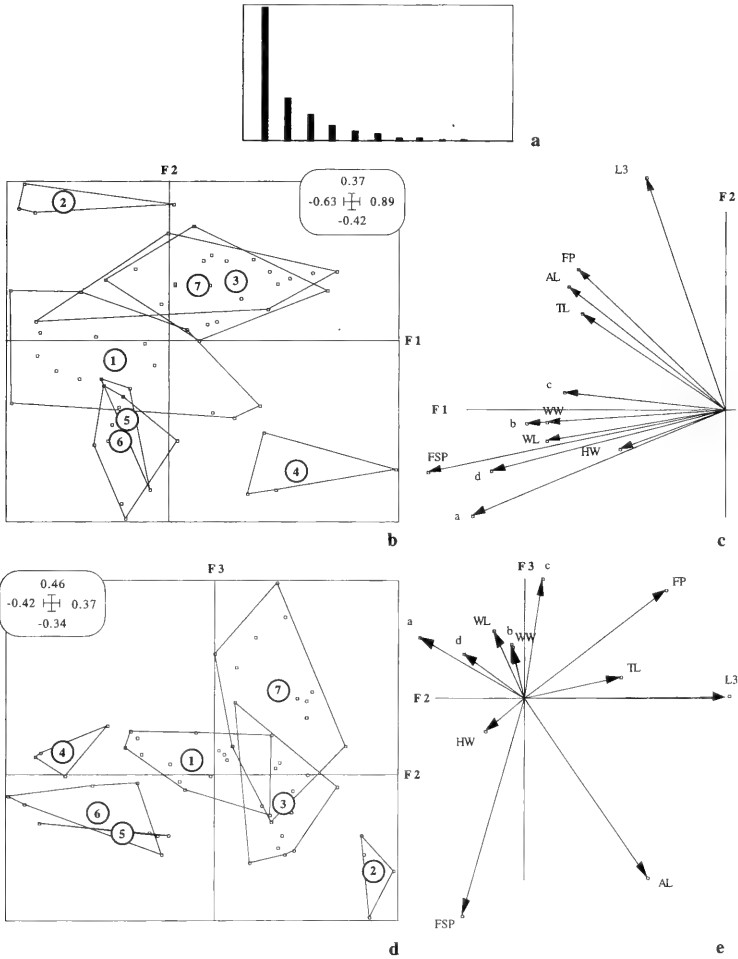 a
F 2
0.37
-0.63 0.89
-0.42
2
3
7
F 1
1
5
6
4
b
L3
F 2
FP
AL
TL
c
F 1
WW
b
WL
HW
FSP
d
a
c
F 3
0.46
-0.42 0.37
-0.34
7
4
1
F 2
3
6
5
2
d
F 3
c
FP
a
WL
b
WW
d
TL
L3
F 2
HW
AL
FSP
e